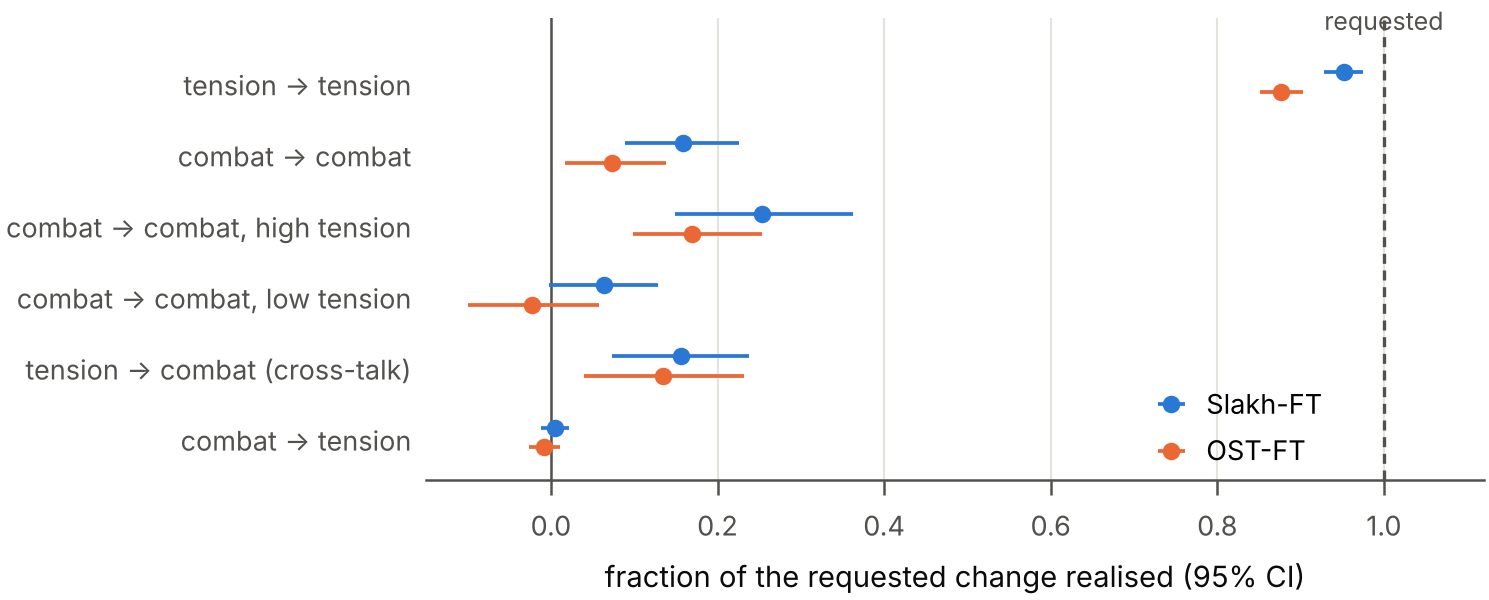 requested
tension → tension
combat → combat
combat → combat, high tension
combat → combat, low tension
tension → combat (cross-talk)
combat → tension
Slakh-FT
OST-FT
0.0 0.2 0.4 0.6 0.8 1.0
fraction of the requested change realised (95% CI)